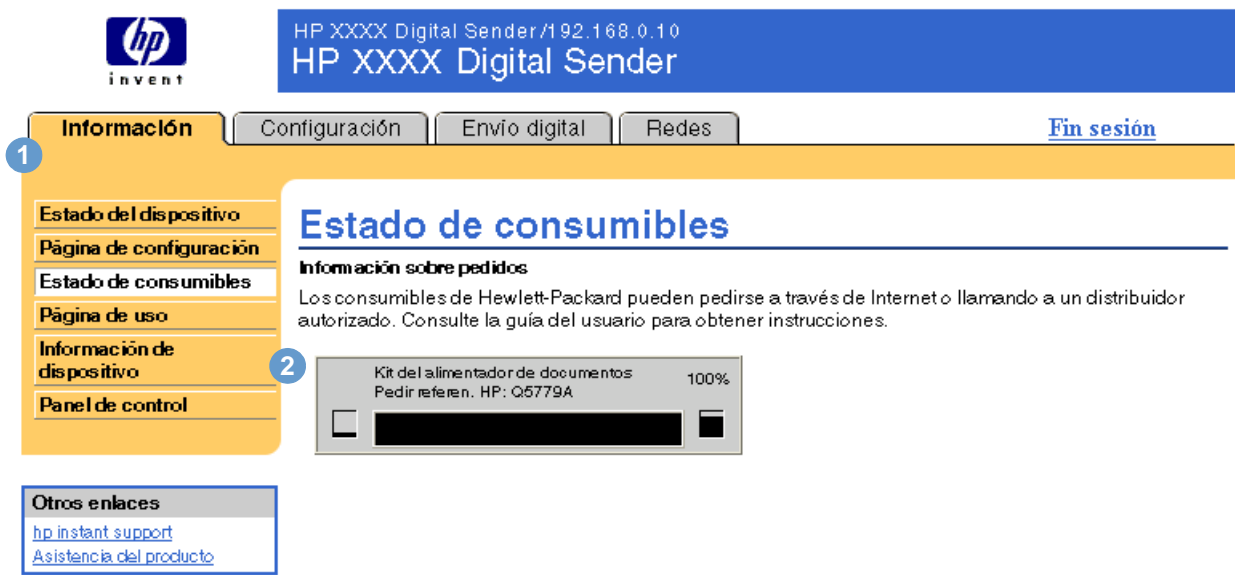 hp
invent
HP XXXX Digital Sender/192.168.0.10
HP XXXX Digital Sender
Información
Configuración
Envío digital
Redes
Fin sesión
1
Estado del dispositivo
Página de configuración
Estado de consumibles
Página de uso
Información de
dispositivo
Panel de control
Otros enlaces
hp instant support
Asistencia del producto
Estado de consumibles
Información sobre pedidos
Los consumibles de Hewlett-Packard pueden pedirse a través de Internet o llamando a un distribuidor
autorizado. Consulte la guía del usuario para obtener instrucciones.
2
Kit del alimentador de documentos
Pedir referen. HP: Q5779A
100%